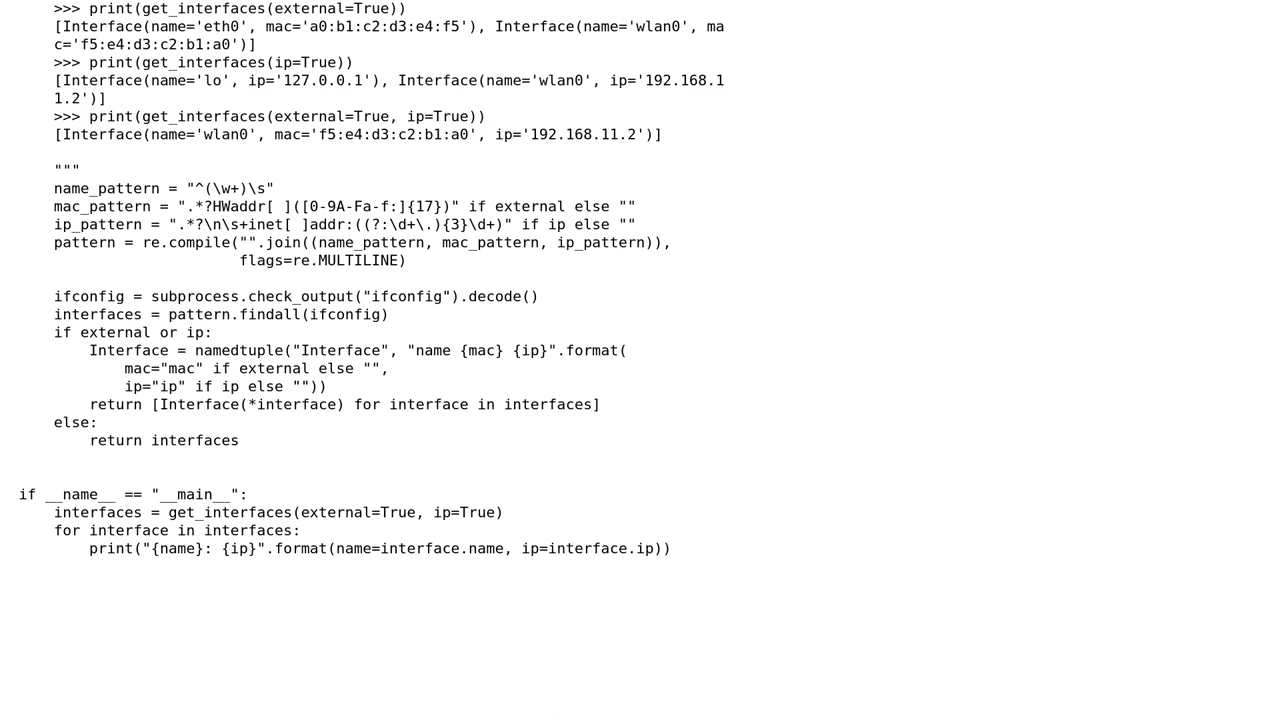 >>> print(get_interfaces(external=True))
[Interface(name='eth0', mac='a0:b1:c2:d3:e4:f5'), Interface(name='wlan0', ma
c='f5:e4:d3:c2:b1:a0')]
>>> print(get_interfaces(ip=True))
[Interface(name='lo', ip='127.0.0.1'), Interface(name='wlan0', ip='192.168.1
1.2')]
>>> print(get_interfaces(external=True, ip=True))
[Interface(name='wlan0', mac='f5:e4:d3:c2:b1:a0', ip='192.168.11.2')]
"""
name_pattern = "^(\w+)\s"
mac_pattern = ".*?HWaddr[ ]([0-9A-Fa-f:]{17})" if external else ""
ip_pattern = ".*?\n\s+inet[ ]addr:((?:\d+\.){3}\d+)" if ip else ""
pattern = re.compile("".join((name_pattern, mac_pattern, ip_pattern)),
flags=re.MULTILINE)
ifconfig = subprocess.check_output("ifconfig").decode()
interfaces = pattern.findall(ifconfig)
if external or ip:
Interface = namedtuple("Interface", "name {mac} {ip}".format(
mac="mac" if external else "",
ip="ip" if ip else ""))
return [Interface(*interface) for interface in interfaces]
else:
return interfaces
if __name__ == "__main__":
interfaces = get_interfaces(external=True, ip=True)
for interface in interfaces:
print("{name}: {ip}".format(name=interface.name, ip=interface.ip))